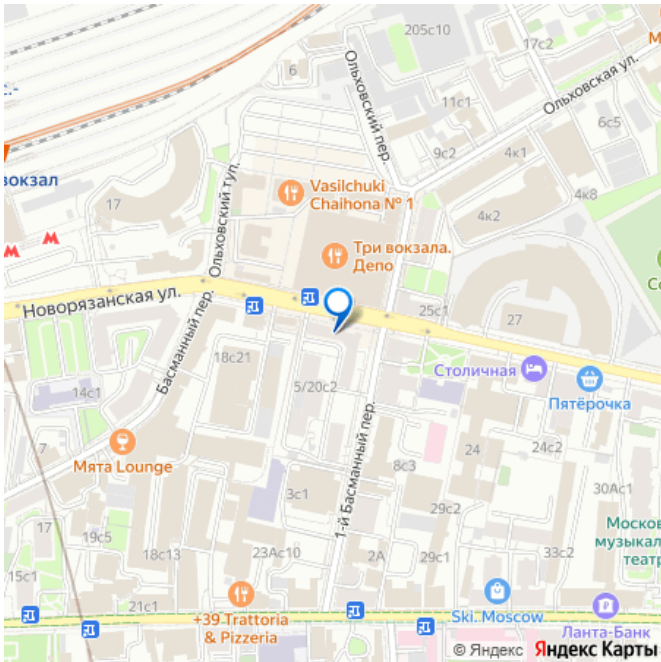 205с10
17с2
М
6
Ольховский пер.
Ольховская ул.
11с1
6с5
с.-
9с2
4к1
вокзал
17
Vasilchuki
Chaihona № 1
4к8
4к2
Ольховский туп.
Три вокзала.
Депо
Со
Новорязанская ул.
25с1
27
Басманный пер.
18с21
Столичная
5/20с2
14с1
Пятёрочка
7
Мята Lounge
1-й Басманный пер.
8с3
24
24с2
3с1
30Ас1
17
19с5
29с2
Москов
музыкал
театр
18с13
23Ас10
2А
29с1
33с2
15с1
21с1
+39 Trattoria
& Pizzeria
Ski. Moscow
Ланта-Банк
© Яндекс Яндекс Карты